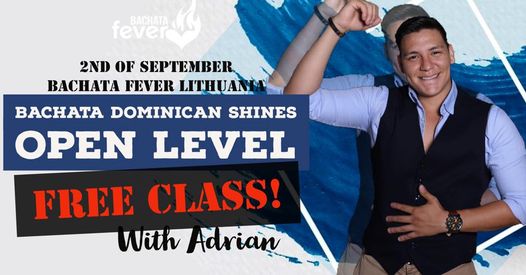 BACHATA
fever
2ND OF SEPTEMBER
BACHATA FEVER LITHUANIA
BACHATA DOMINICAN SHINES
OPEN LEVEL
FREE CLASS!
With Adrian